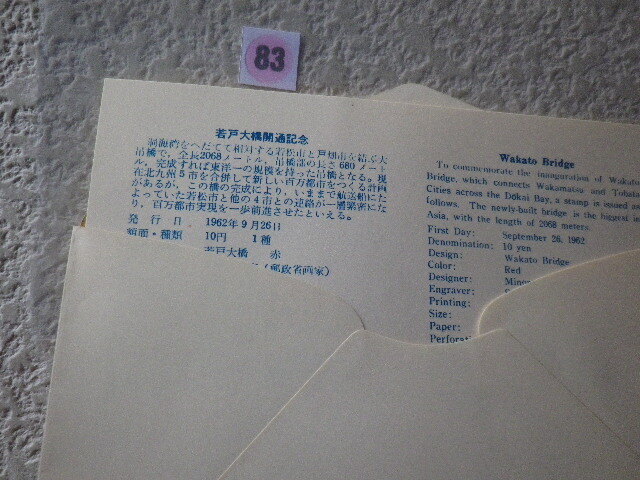 83
若戸大橋開通記念
洞海湾をへだてて相対する若松市と戸畑市を結ぶ大
吊橋で、全長2068メートル、吊橋部の長さ680メート
ル、完成すれば東洋一の規模を持った吊橋となる。現
在北九州5市を合併して新しい百万都市をつくる計画
があるが、この橋の完成により、いままで航送船にた
よっていた若松市と他の4市との連絡が一層緊密にな
り、百万都市実現を一歩前進させたといえる。
発行日 1962年9月26日
額面・種類 10円 1種
若戸大橋 赤
(郵政省画家)
Wakato Bridge
To commemorate the inauguration of Wakato
Bridge, which connects Wakamatsu and Tobata
Cities across the Dokai Bay, a stamp is issued as
follows. The newly-built bridge is the biggest in
Asia, with the length of 2068 meters.
First Day: September 26, 1962
Denomination: 10 yen
Design: Wakato Bridge
Color: Red
Designer:
Engraver:
Printing:
Size:
Paper: